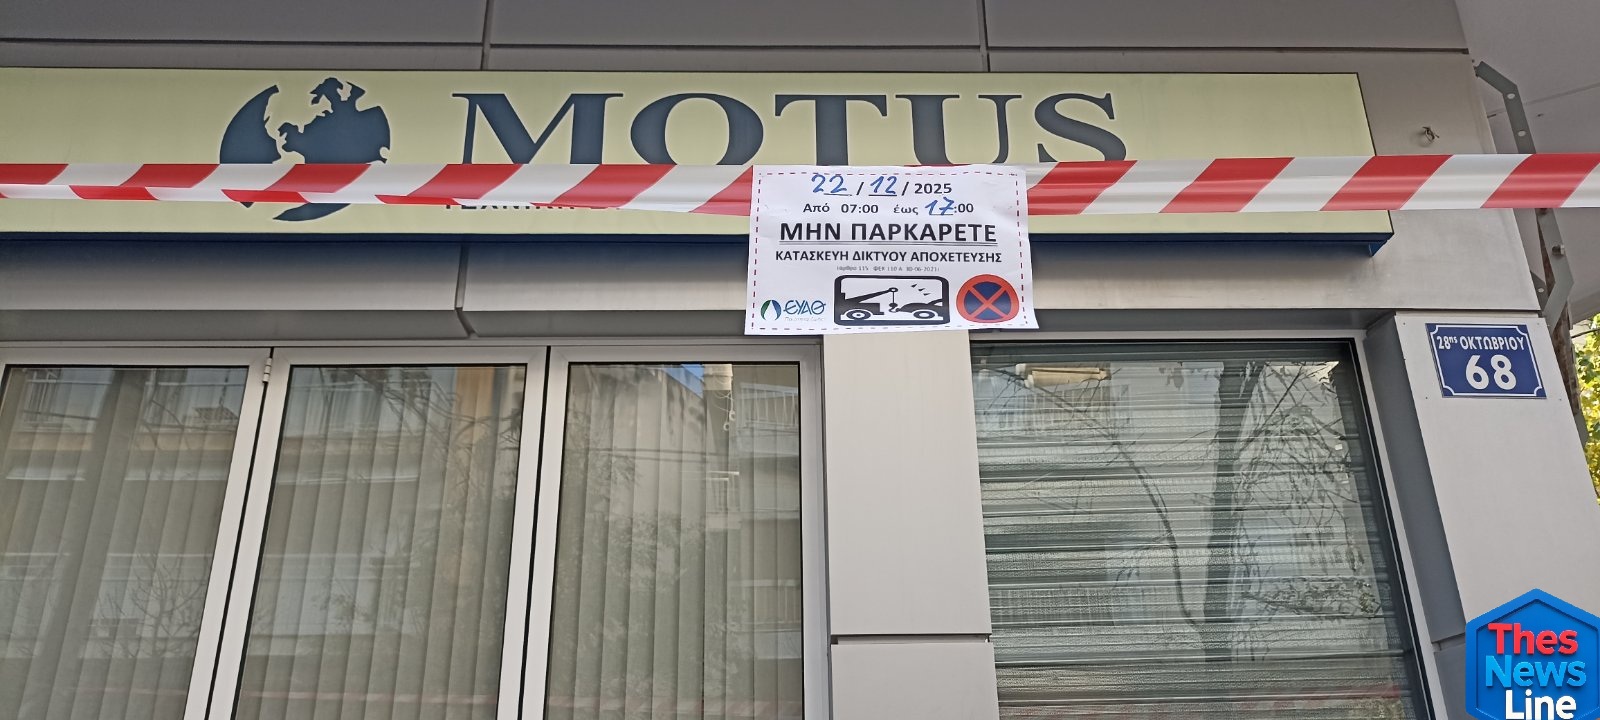 MOTUS
22/12/2025
Από 07:00 έως 17:00
ΜΗΝ ΠΑΡΚΑΡΕΤΕ
ΚΑΤΑΣΚΕΥΗ ΔΙΚΤΥΟΥ ΑΠΟΧΕΤΕΥΣΗΣ
ΕΥΑΘ
28ης ΟΚΤΩΒΡΙΟΥ
68
Thes
News
Line